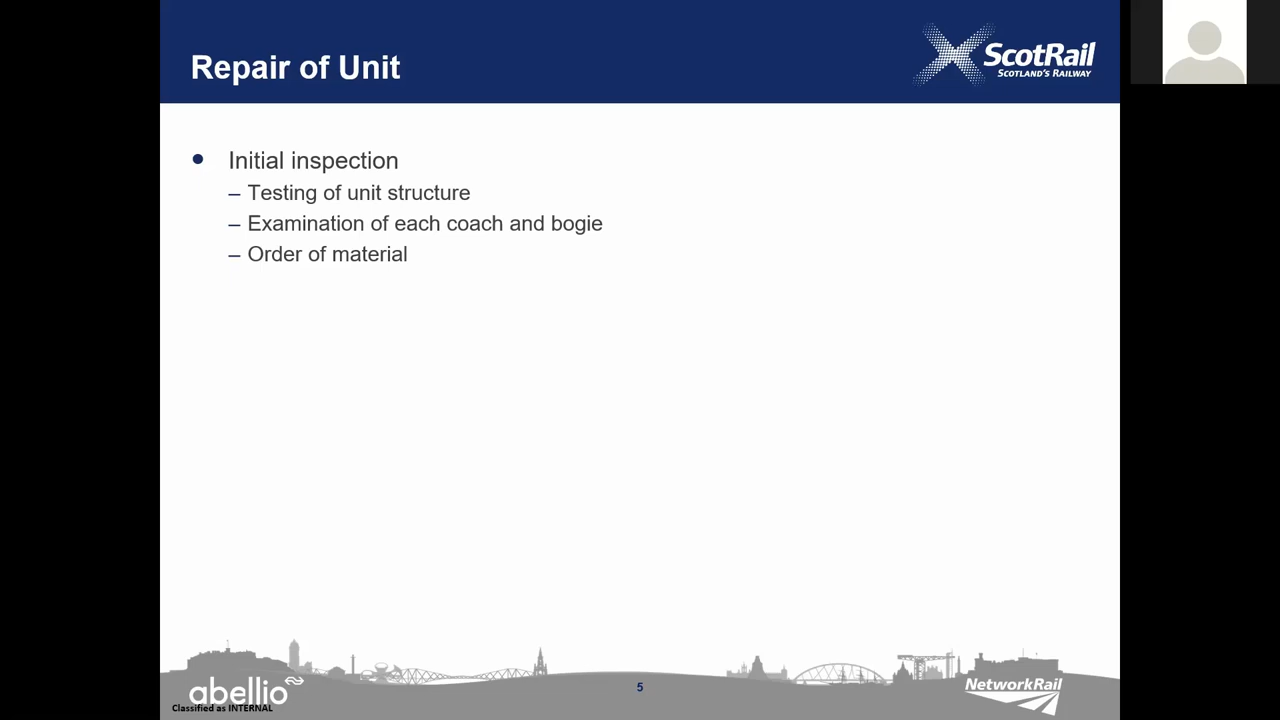 Repair of Unit
ScotRail
SCOTLAND'S RAILWAY
Initial inspection
– Testing of unit structure
– Examination of each coach and bogie
– Order of material
abellio
5
NetworkRail
Classified as INTERNAL